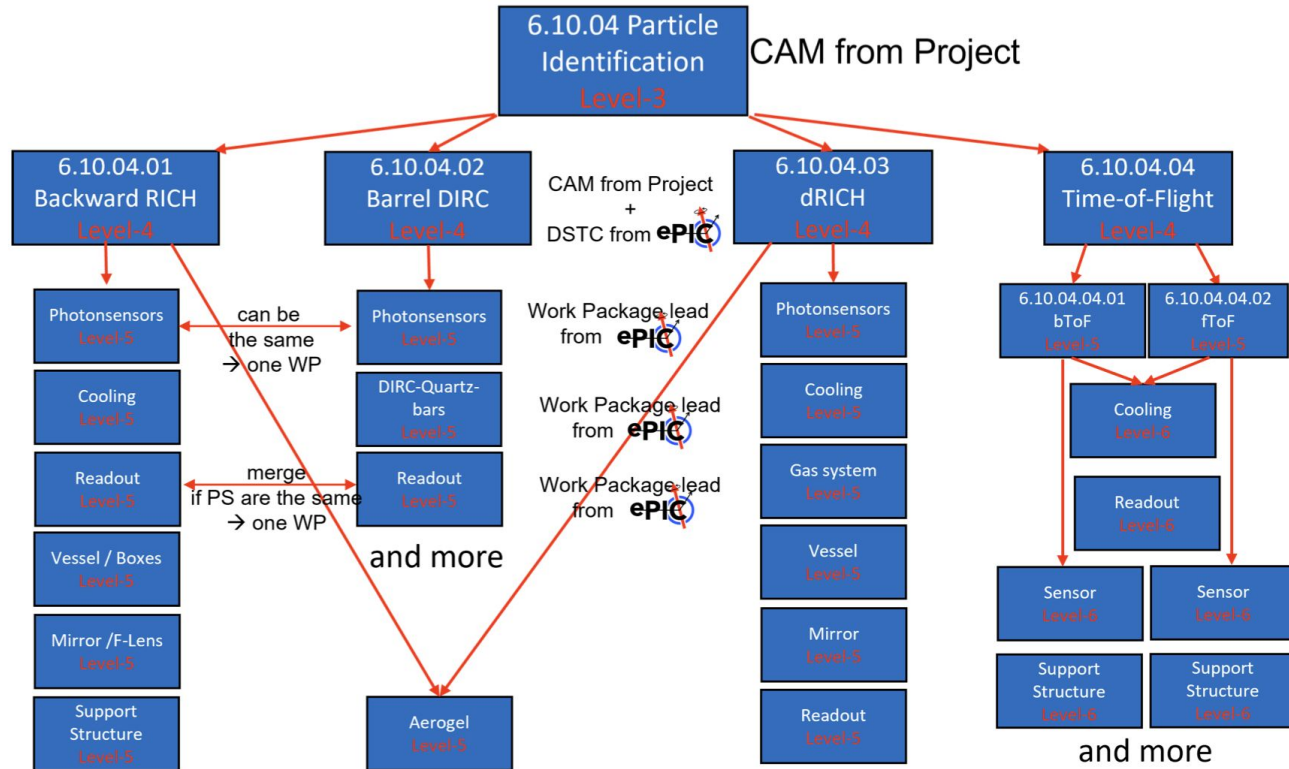 6.10.04 Particle
Identification
Level-3
CAM from Project
6.10.04.01
Backward RICH
Level-4
6.10.04.02
Barrel DIRC
Level-4
CAM from Project
+
DSTC from ePIC
6.10.04.03
dRICH
Level-4
6.10.04.04
Time-of-Flight
Level-4
Photonsensors
Level-5
can be
the same
→ one WP
Photonsensors
Level-5
Work Package lead
from ePIC
Photonsensors
Level-5
6.10.04.04.01
bToF
Level-5
6.10.04.04.02
fToF
Level-5
Cooling
Level-5
DIRC-Quartz-
bars
Level-5
Work Package lead
from ePIC
Cooling
Level-5
Cooling
Level-6
Readout
Level-5
merge
if PS are the same
→ one WP
Readout
Level-5
Work Package lead
from ePIC
Gas system
Level-5
Readout
Level-6
and more
Vessel / Boxes
Level-5
Vessel
Level-5
Sensor
Level-6
Sensor
Level-6
Mirror /F-Lens
Level-5
Mirror
Level-5
Support
Structure
Level-6
Support
Structure
Level-6
Support
Structure
Level-5
Aerogel
Level-5
Readout
Level-5
and more